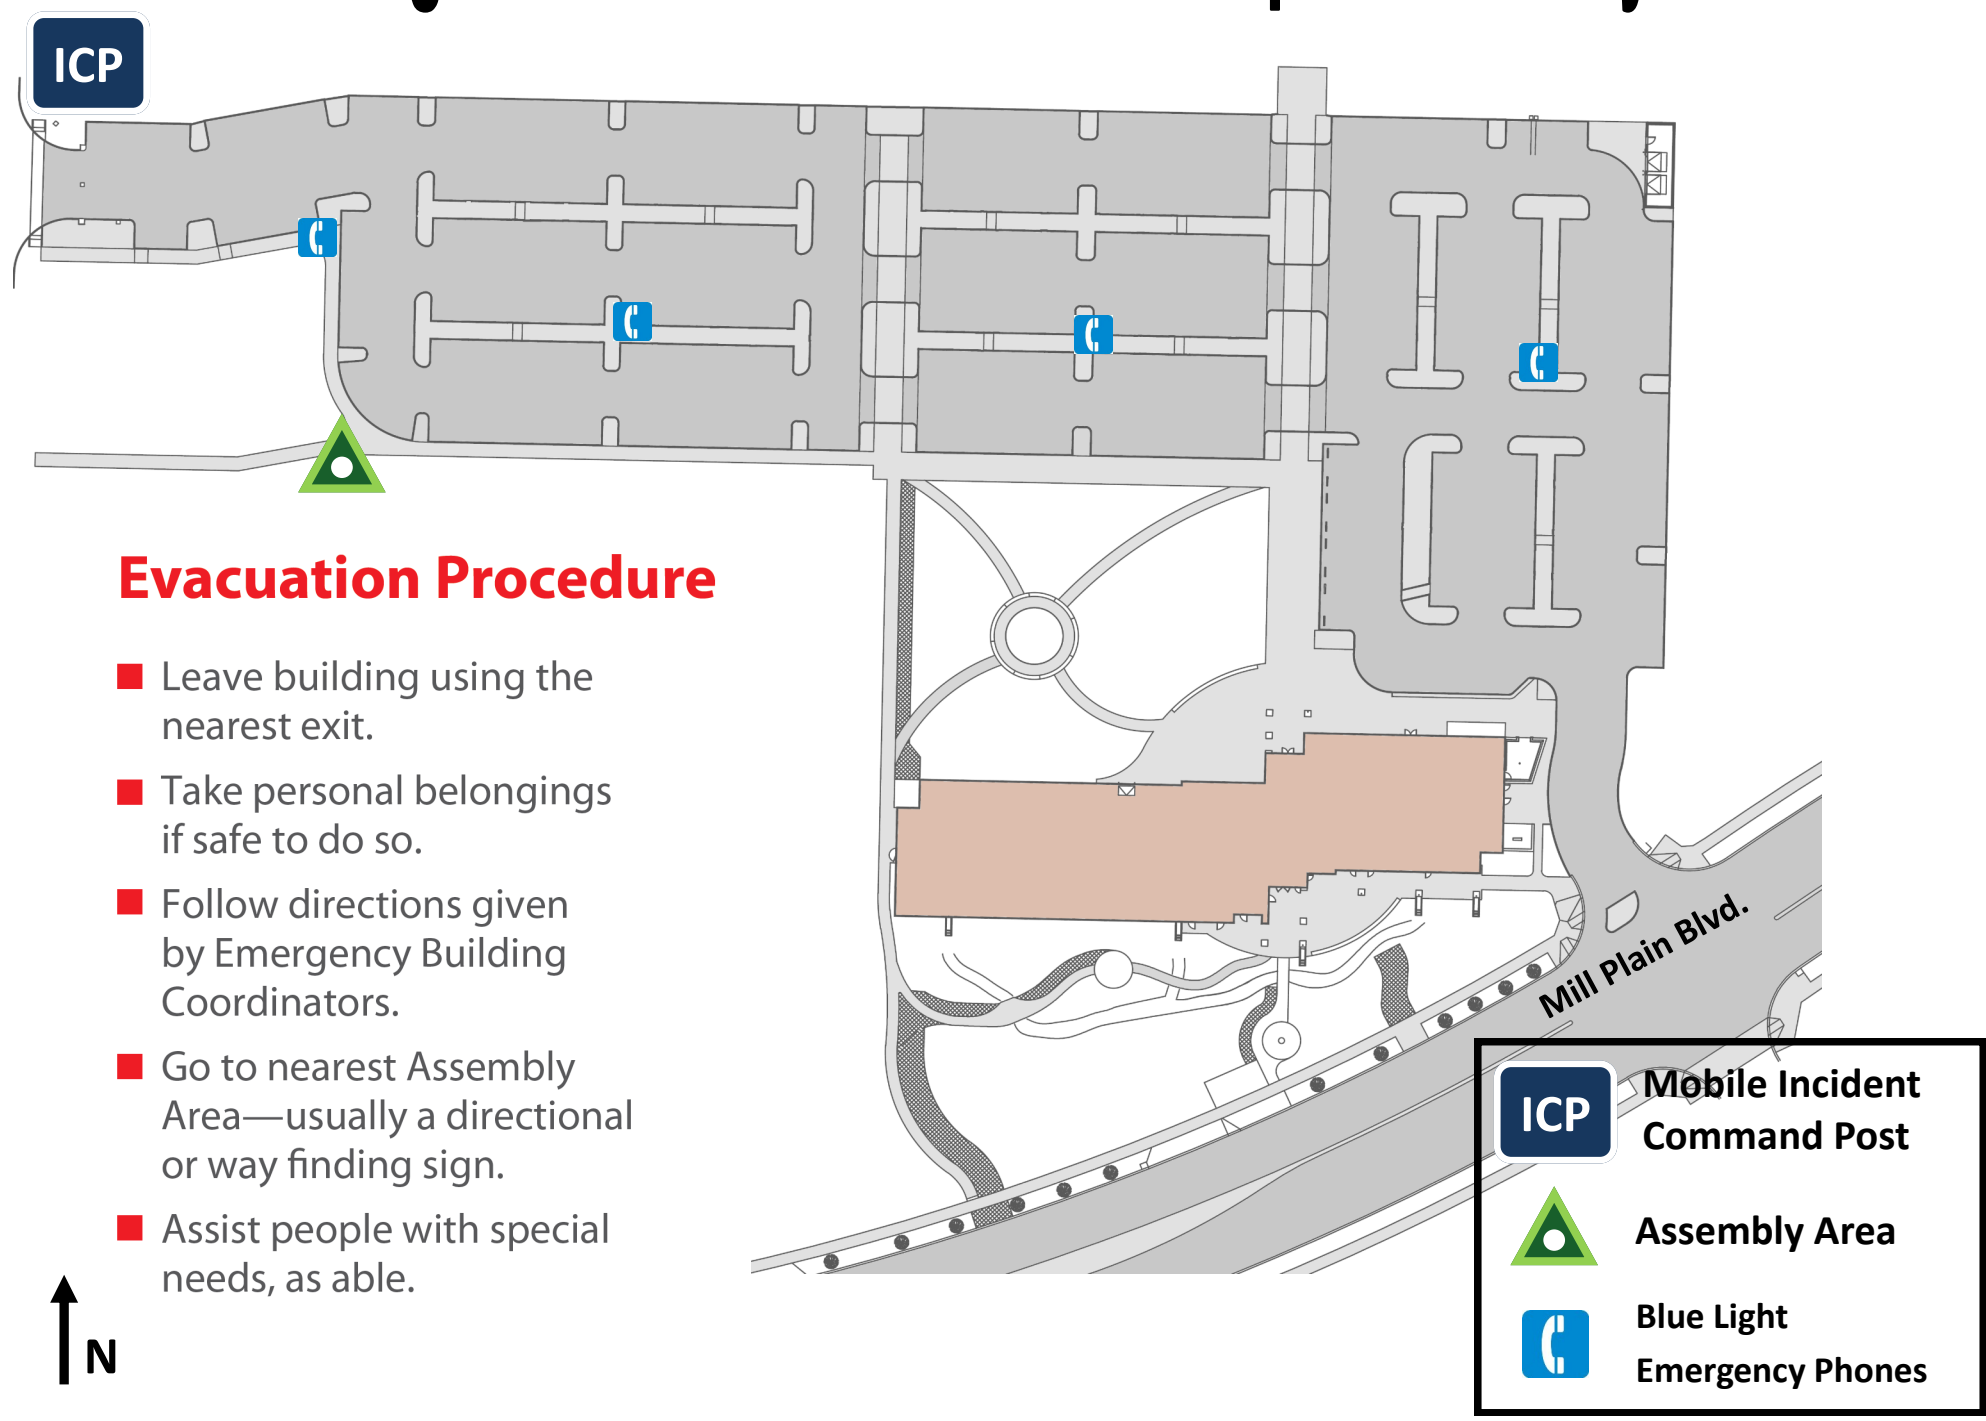 ICP
Evacuation Procedure
Leave building using the
nearest exit.
Take personal belongings
if safe to do so.
Follow directions given
by Emergency Building
Coordinators.
Go to nearest Assembly
Area—usually a directional
or way finding sign.
Assist people with special
needs, as able.
N
Mill Plain Blvd.
ICP
Mobile Incident
Command Post
Assembly Area
Blue Light
Emergency Phones